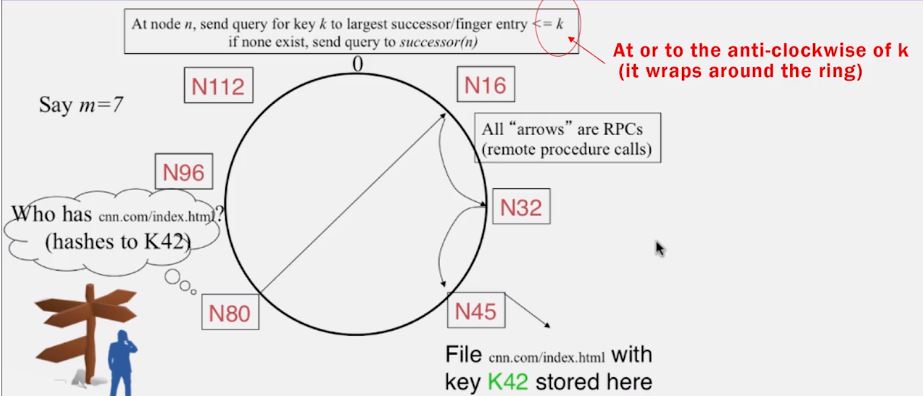 At node n, send query for key k to largest successor/finger entry <= k
if none exist, send query to successor(n)
At or to the anti-clockwise of k
(it wraps around the ring)
0
N112
N16
Say m=7
All “arrows” are RPCs
(remote procedure calls)
N96
N32
Who has cnn.com/index.html?
(hashes to K42)
N80
N45
File cnn.com/index.html with
key K42 stored here